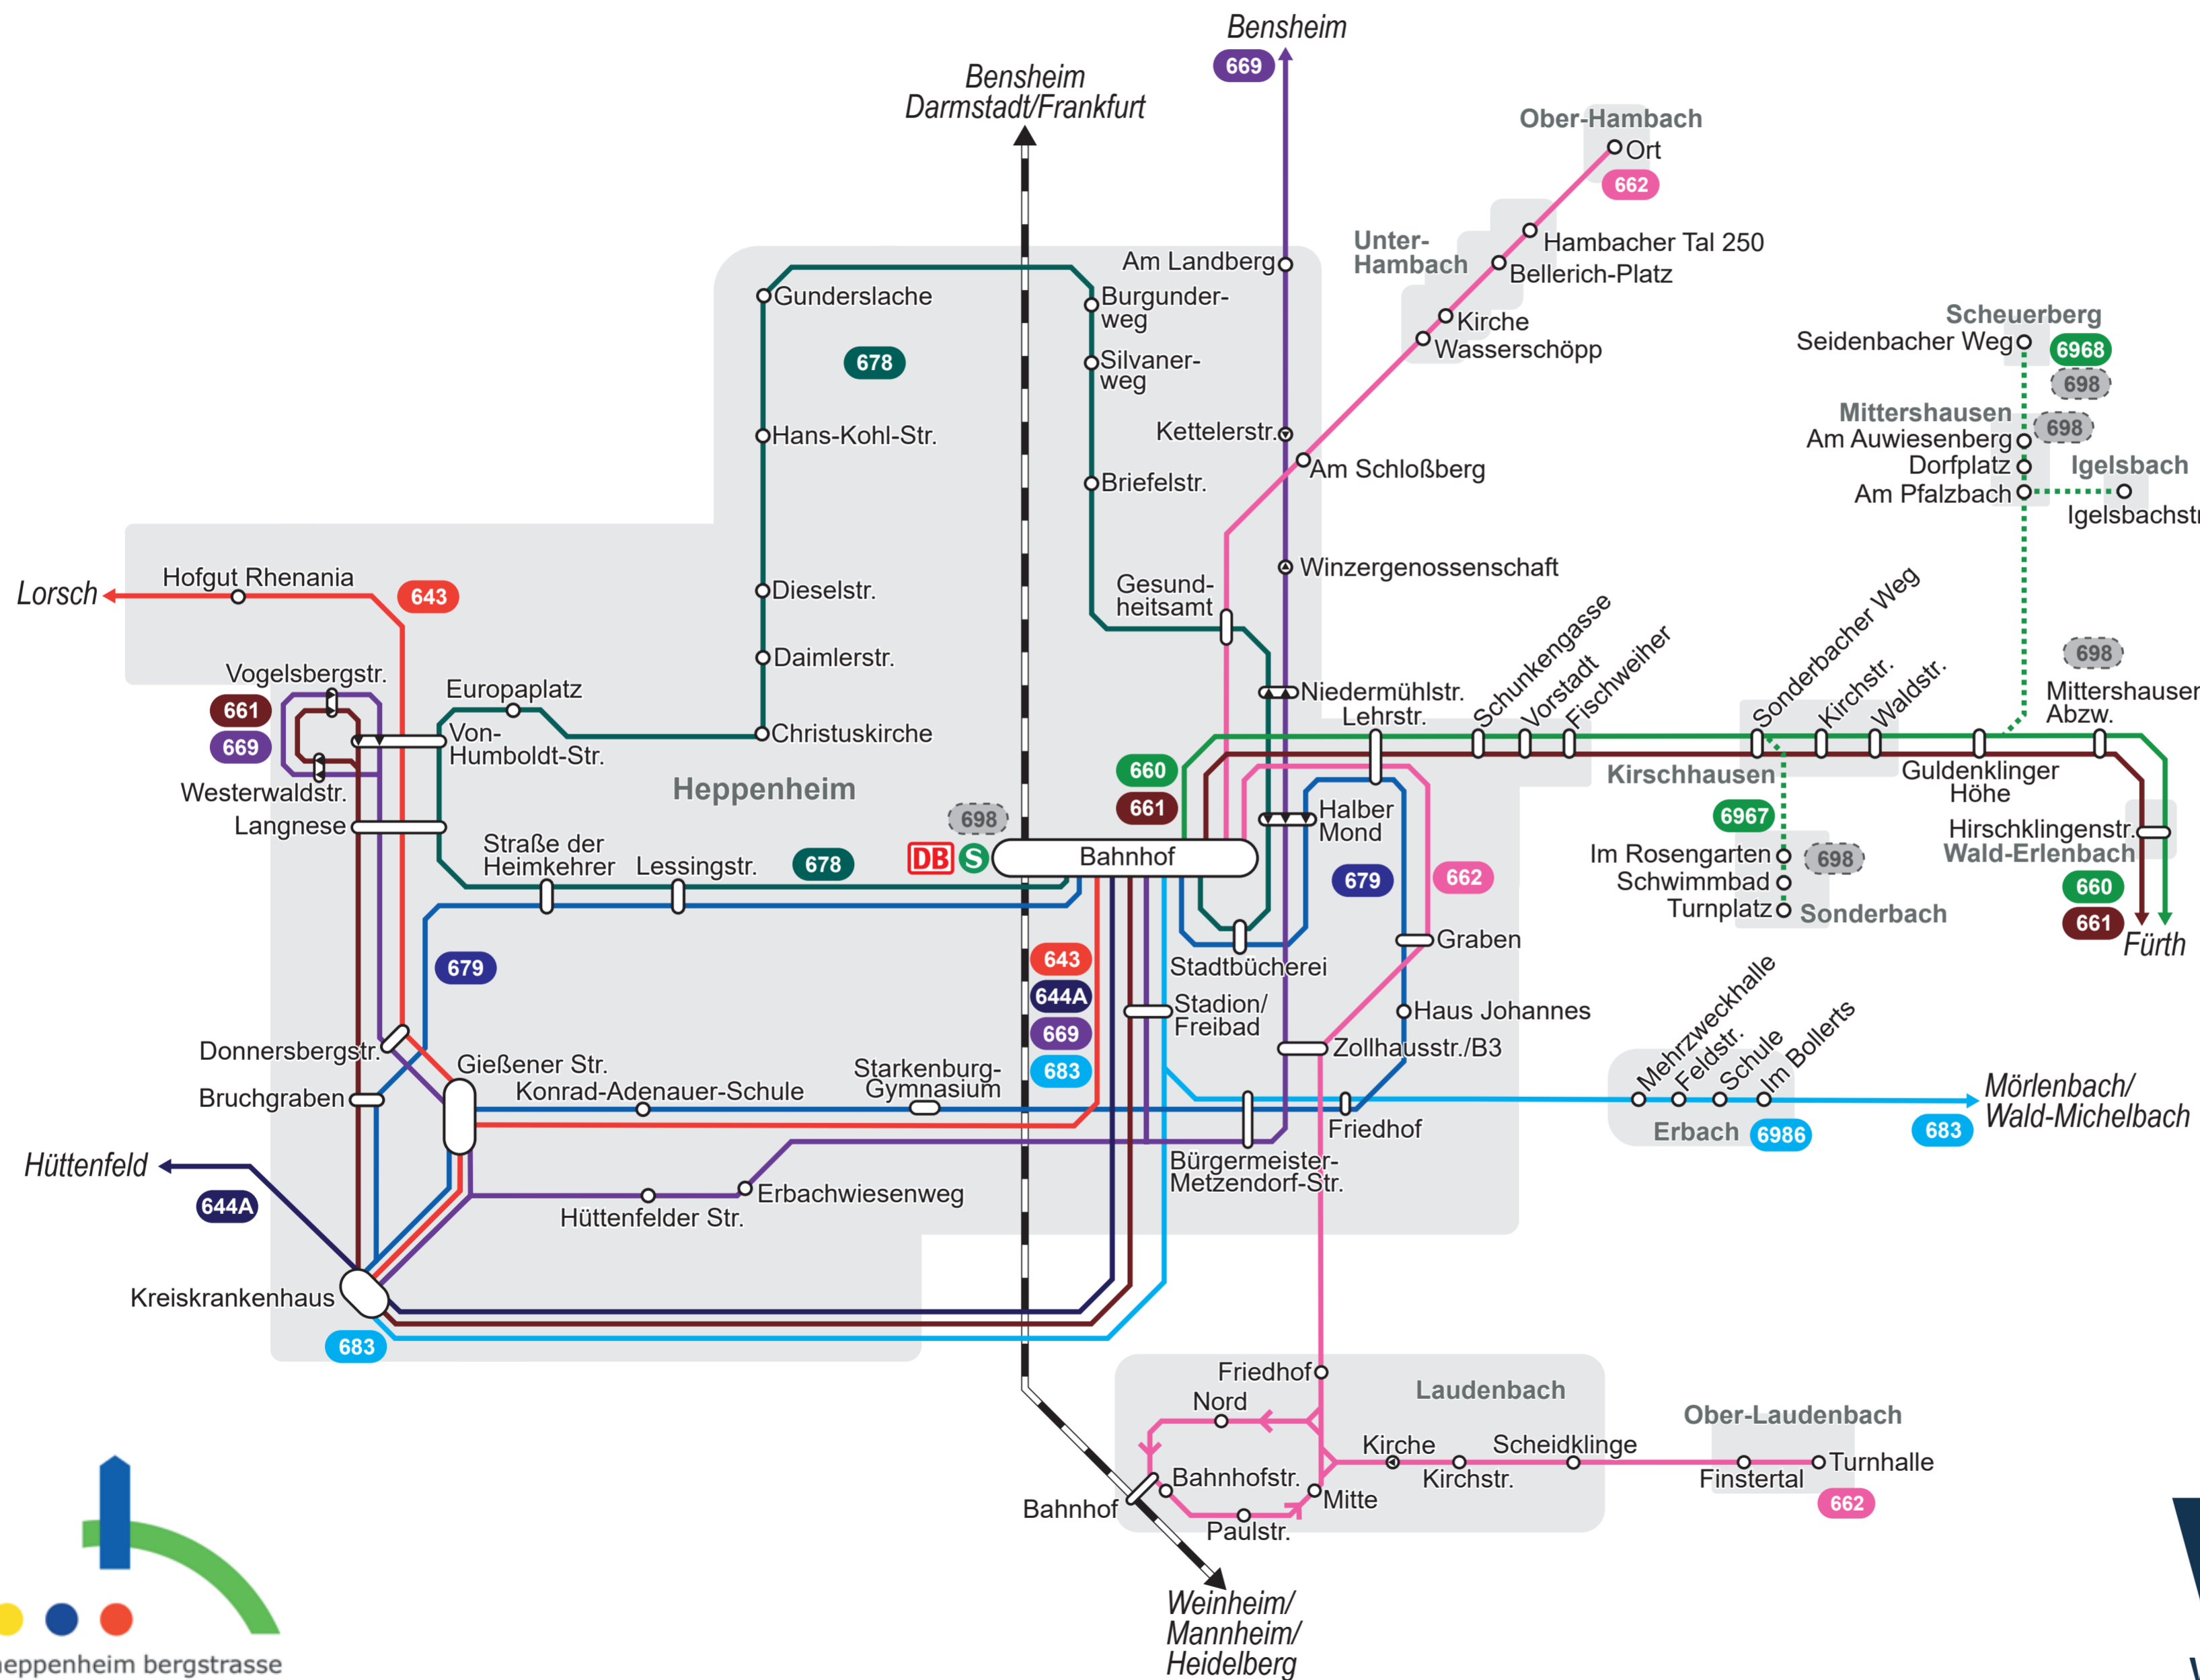 Bensheim
669
Bensheim
Darmstadt/Frankfurt
Ober-Hambach
Ort
662
Unter-
Hambach
Hambacher Tal 250
Bellerich-Platz
Kirche
Wasserschöpp
Am Landberg
Gunderslache
Burgunder-
weg
678
Silvaner-
weg
Scheuerberg
Seidenbacher Weg
6968
698
Mittershausen
698
Am Auwiesenberg
Dorfplatz
Igelsbach
Am Pfalzbach
Igelsbachstr
Hans-Kohl-Str.
Kettelerstr.
Am Schloßberg
Briefelstr.
Winzergenossenschaft
Lorsch
Hofgut Rhenania
643
Dieselstr.
Gesund-
heitsamt
Daimlerstr.
Vogelsbergstr.
661
669
Europaplatz
Von-
Humboldt-Str.
Christuskirche
Niedermühlstr.
Lehrstr.
Schunkengasse
Vorstadt
Fischweiher
Sonderbacher Weg
Kirchstr.
Waldstr.
698
Mittershausen
Abzw.
Westerwaldstr.
Langnese
Heppenheim
660
661
Kirschhausen
Guldenklinger
Höhe
698
Halber
Mond
6967
Hirschklingenstr.
Wald-Erlenbach
Straße der
Heimkehrer
Lessingstr.
678
DB
S
Bahnhof
679
662
Im Rosengarten
698
Schwimmbad
Turnplatz
Sonderbach
660
661
Fürth
679
643
644A
669
683
Stadtbücherei
Graben
Stadion/
Freibad
Haus Johannes
Donnersbergstr.
Zollhausstr./B3
Bruchgraben
Gießener Str.
Konrad-Adenauer-Schule
Starkenburg-
Gymnasium
Mehrzweckhalle
Feldstr.
Schule
Im Bollerts
Mörlenbach/
Wald-Michelbach
Erbach
6986
683
Friedhof
Bürgermeister-
Metzendorf-Str.
Hüttenfeld
644A
Hüttenfelder Str.
Erbachwiesenweg
Kreiskrankenhaus
683
Friedhof
Laudenbach
Nord
Ober-Laudenbach
Kirche
Kirchstr.
Scheidklinge
Finstertal
Turnhalle
662
Bahnhofstr.
Mitte
Bahnhof
Paulstr.
Weinheim/
Mannheim/
Heidelberg
heppenheim bergstrasse